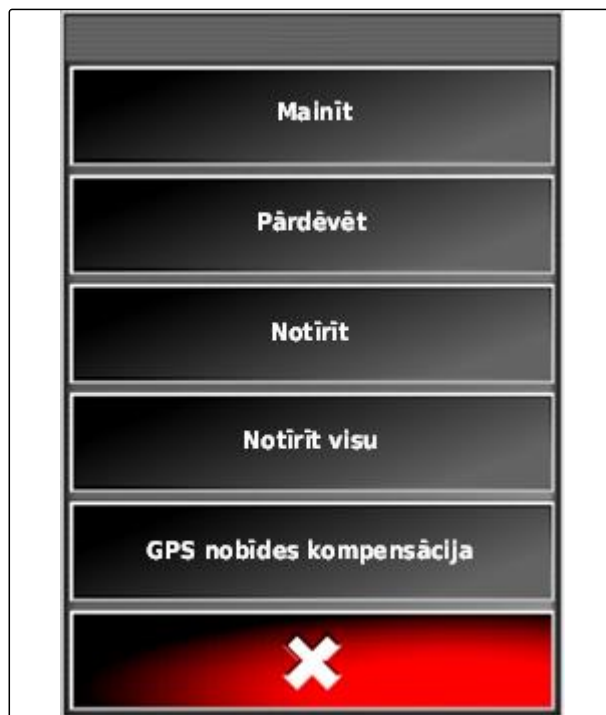 Mainīt
Pārdēvēt
Notīrīt
Notīrīt visu
GPS nobīdes kompensācija